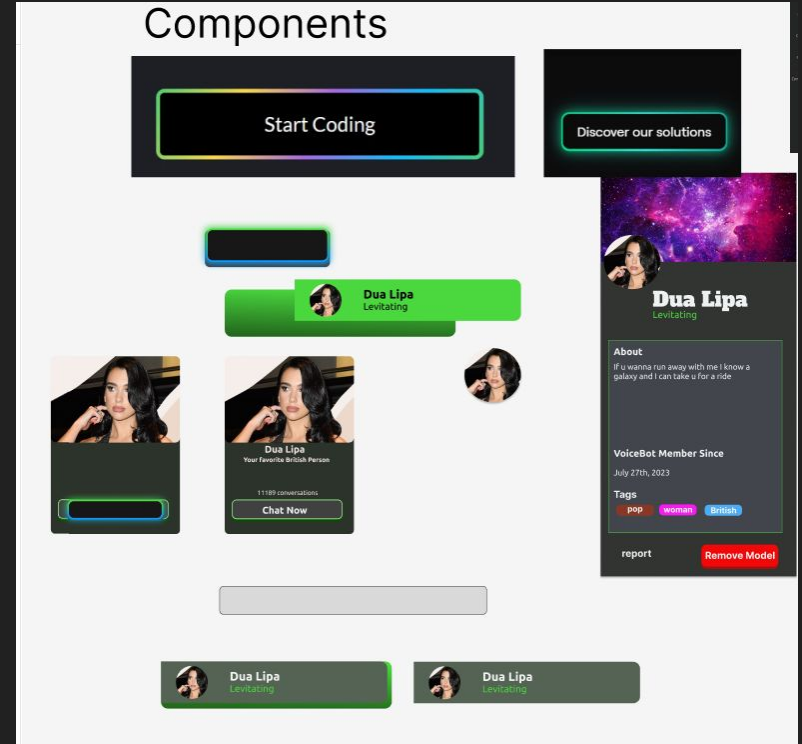 Components
Start Coding
Discover our solutions
Dua Lipa
Levitating
Dua Lipa
Levitating
About
If u wanna run away with me I know a
galaxy and I can take u for a ride
VoiceBot Member Since
July 27th, 2023
Tags
pop woman British
report Remove Model
Dua Lipa
Your favorite British Person
11189 conversations
Chat Now
Dua Lipa
Levitating
Dua Lipa
Levitating